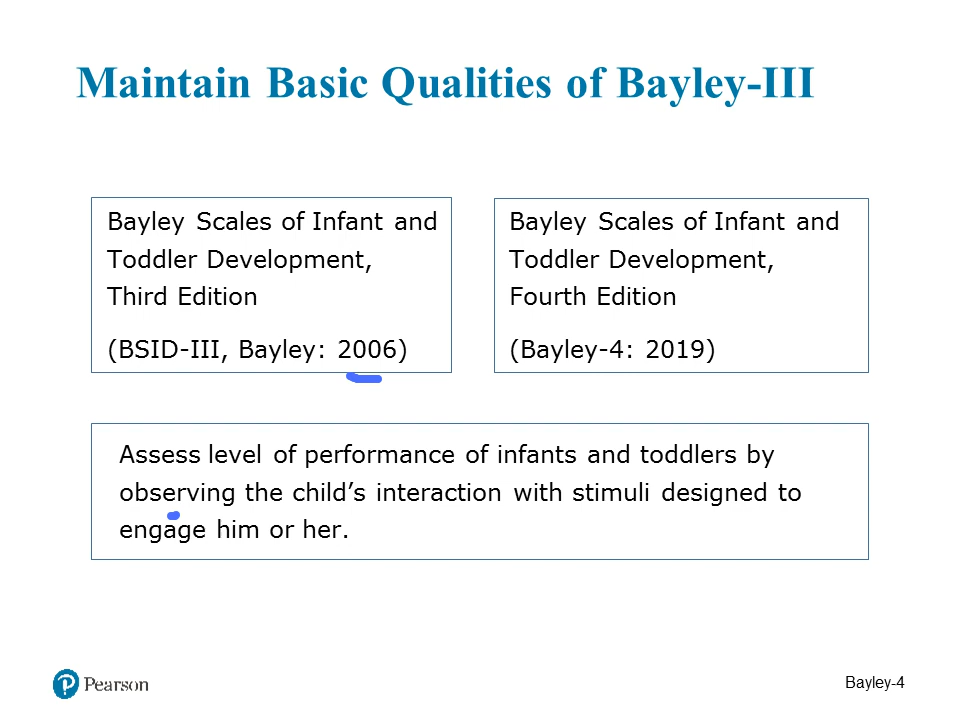 Maintain Basic Qualities of Bayley-III
Bayley Scales of Infant and
Toddler Development,
Third Edition
(BSID-III, Bayley: 2006)
Bayley Scales of Infant and
Toddler Development,
Fourth Edition
(Bayley-4: 2019)
Assess level of performance of infants and toddlers by
observing the child’s interaction with stimuli designed to
engage him or her.
P Pearson
Bayley-4